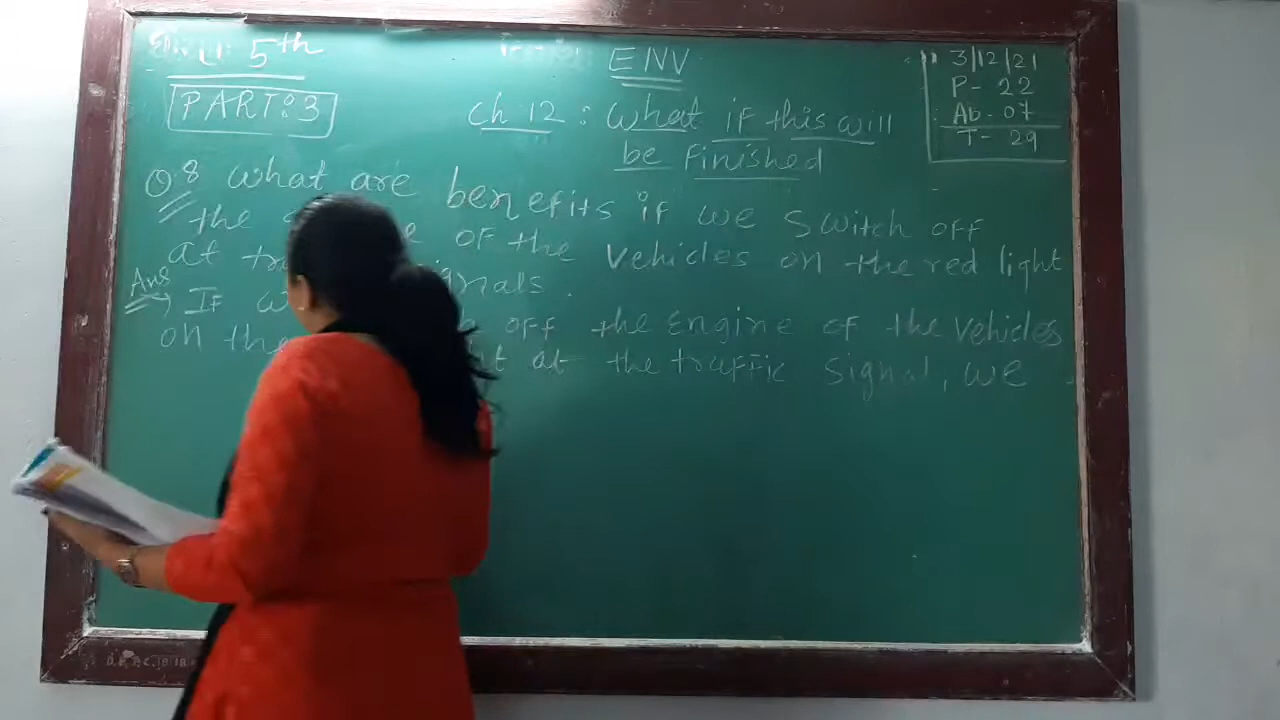 5th
PART:3
ENV
Ch 12 : What if this will
be Finished
3/12/21
P- 22
Ab- 07
T- 29
Q.8 What are benefits if we switch off
the of the vehicles on the red light
at
Ans If off the Engine of the Vehicles
on the at the traffic signal, we